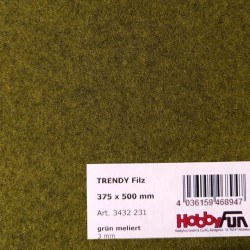 TRENDY Filz
375 x 500 mm
Art. 3432 231
grün meliert
3 mm
4 036159 468947
HobbyFun